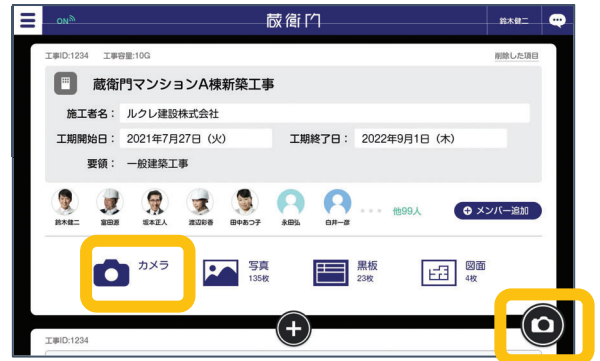 ON
蔵衛門
鈴木健二
工事ID:1234 工事容量:10G
削除した項目
蔵衛門マンションA棟新築工事
施工者名： ルクレ建設株式会社
工期開始日： 2021年7月27日（火） 工期終了日： 2022年9月1日（木）
要領： 一般建築工事
鈴木健二 富田源 坂本正人 渡辺彩香 田中あつ子 永田弘 白井一彦 他99人
メンバー追加
カメラ 写真 黒板 図面
135枚 23枚 4枚
工事ID:1234